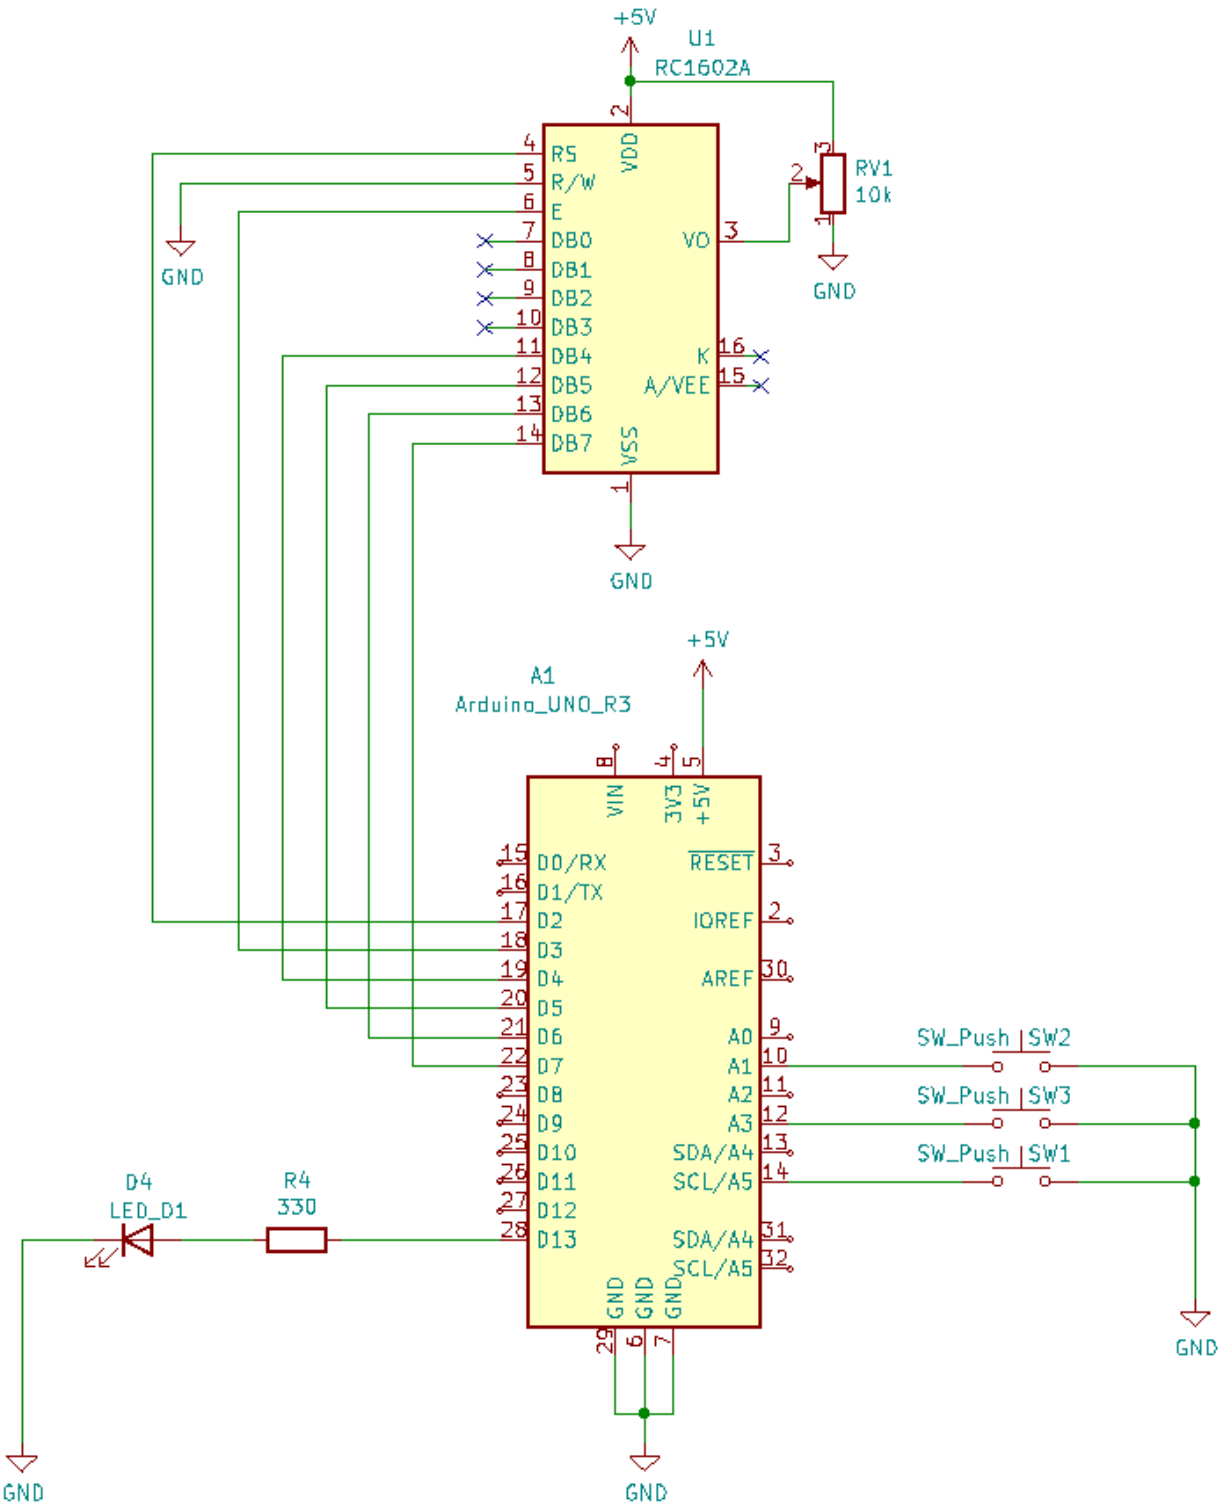 +5V
U1
RC1602A
2
VDD
4 RS
5 R/W
6 E
7 DB0
8 DB1
9 DB2
10 DB3
11 DB4
12 DB5
13 DB6
14 DB7
VO 3
K 16
A/VEE 15
VSS
1
GND
3
2
1
RV1
10k
GND
GND
+5V
A1
Arduino_UNO_R3
8
4
5
VIN
3V3
+5V
15 D0/RX
16 D1/TX
17 D2
18 D3
19 D4
20 D5
21 D6
22 D7
23 D8
24 D9
25 D10
26 D11
27 D12
28 D13
RESET 3
IOREF 2
AREF 30
A0 9
A1 10
A2 11
A3 12
SDA/A4 13
SCL/A5 14
SDA/A4 31
SCL/A5 32
GND
GND
GND
29
6
7
SW_Push SW2
SW_Push SW3
SW_Push SW1
GND
D4
LED_D1
R4
330
GND
GND